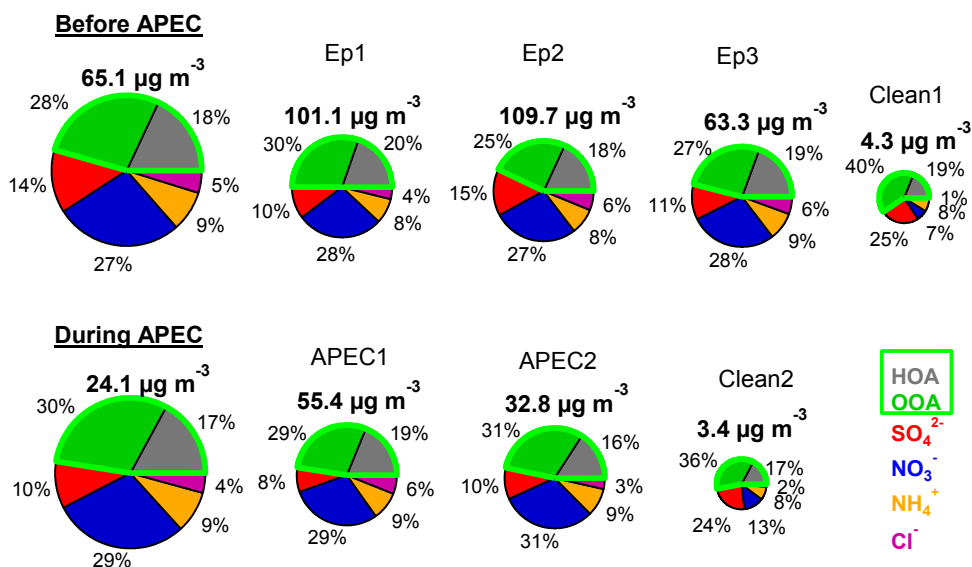 Before APEC
65.1 µg m⁻³
28%
18%
14%
5%
9%
27%
Ep1
101.1 µg m⁻³
30%
20%
10%
4%
8%
28%
Ep2
109.7 µg m⁻³
25%
18%
15%
6%
8%
27%
Ep3
63.3 µg m⁻³
27%
19%
11%
6%
9%
28%
Clean1
4.3 µg m⁻³
40%
19%
1%
8%
25%
7%
During APEC
24.1 µg m⁻³
30%
17%
10%
4%
9%
29%
APEC1
55.4 µg m⁻³
29%
19%
8%
6%
9%
29%
APEC2
32.8 µg m⁻³
31%
16%
10%
3%
9%
31%
Clean2
3.4 µg m⁻³
36%
17%
2%
8%
24%
13%
HOA
OOA
SO₄²⁻
NO₃⁻
NH₄⁺
Cl⁻